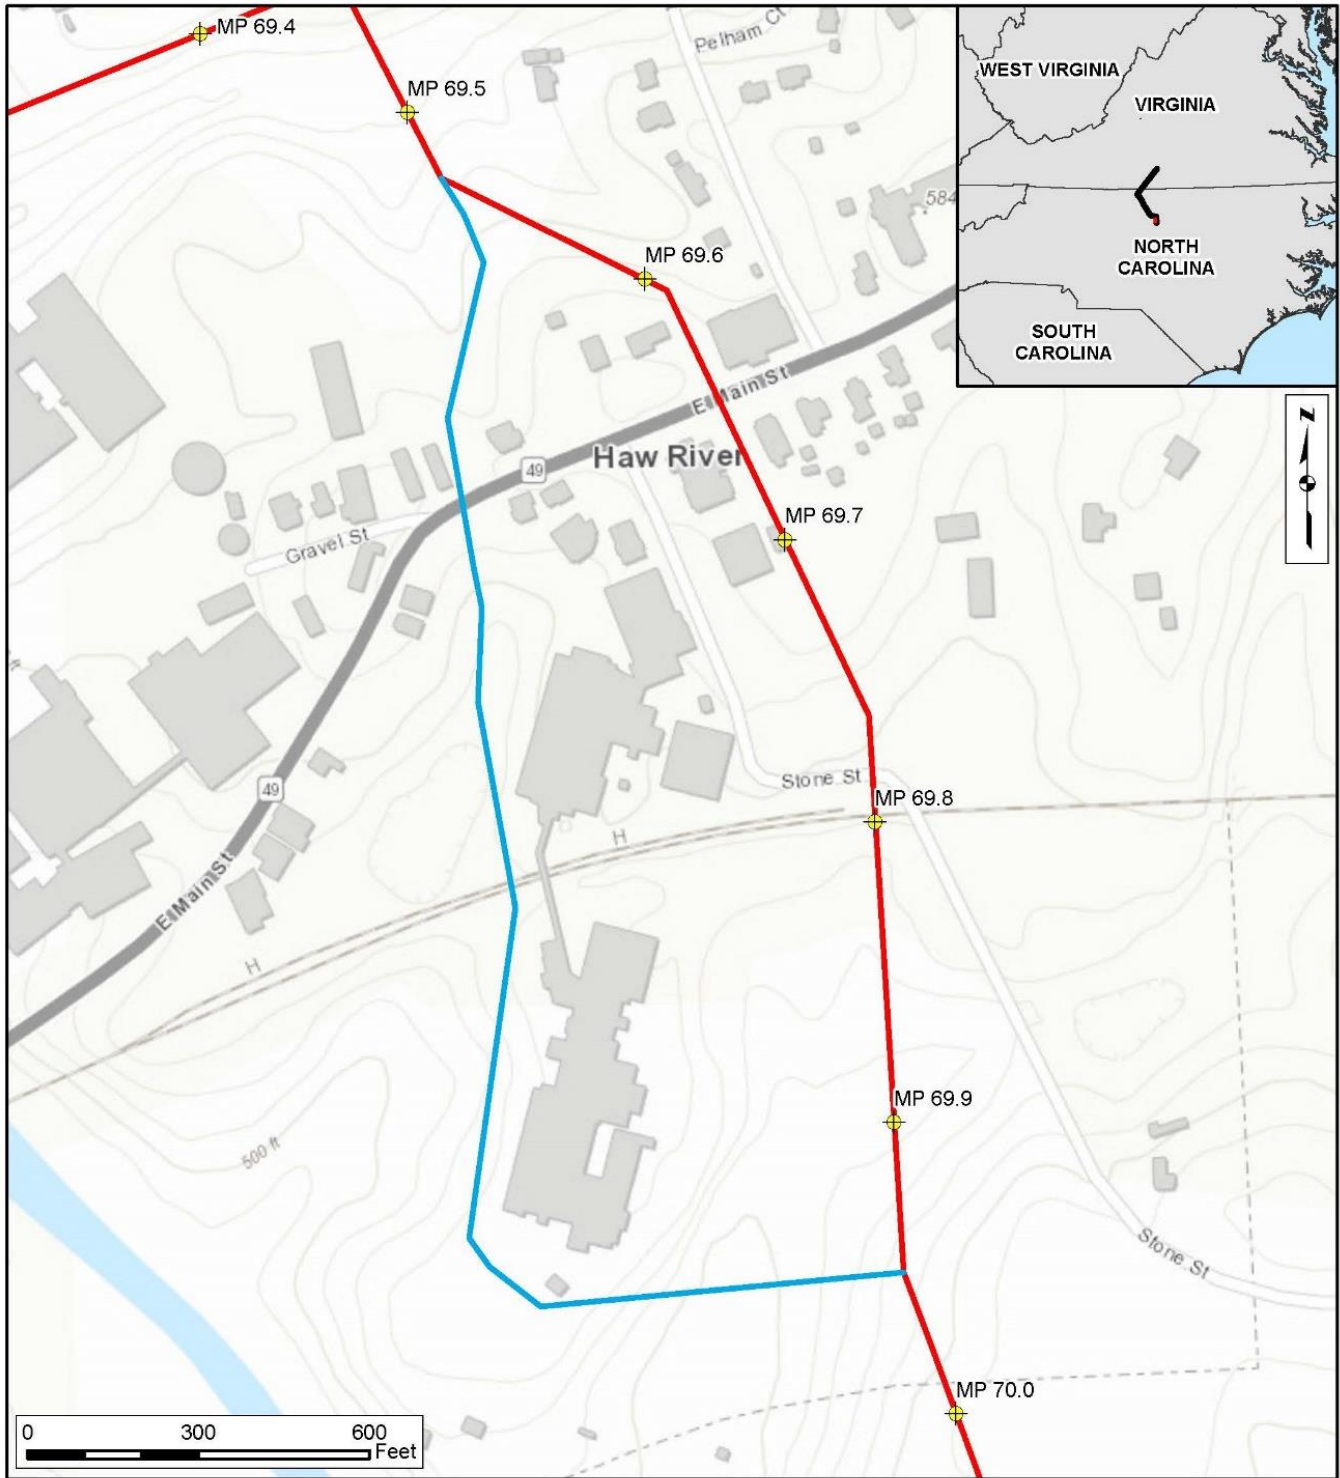 MP 69.4
Pelham Ct
MP 69.5
WEST VIRGINIA
VIRGINIA
584
MP 69.6
NORTH
CAROLINA
SOUTH
CAROLINA
E Main St
Haw River
49
N
MP 69.7
Gravel St
Stone St
49
MP 69.8
H
E Main St
H
MP 69.9
500 ft
Stone St
MP 70.0
0 300 600
Feet